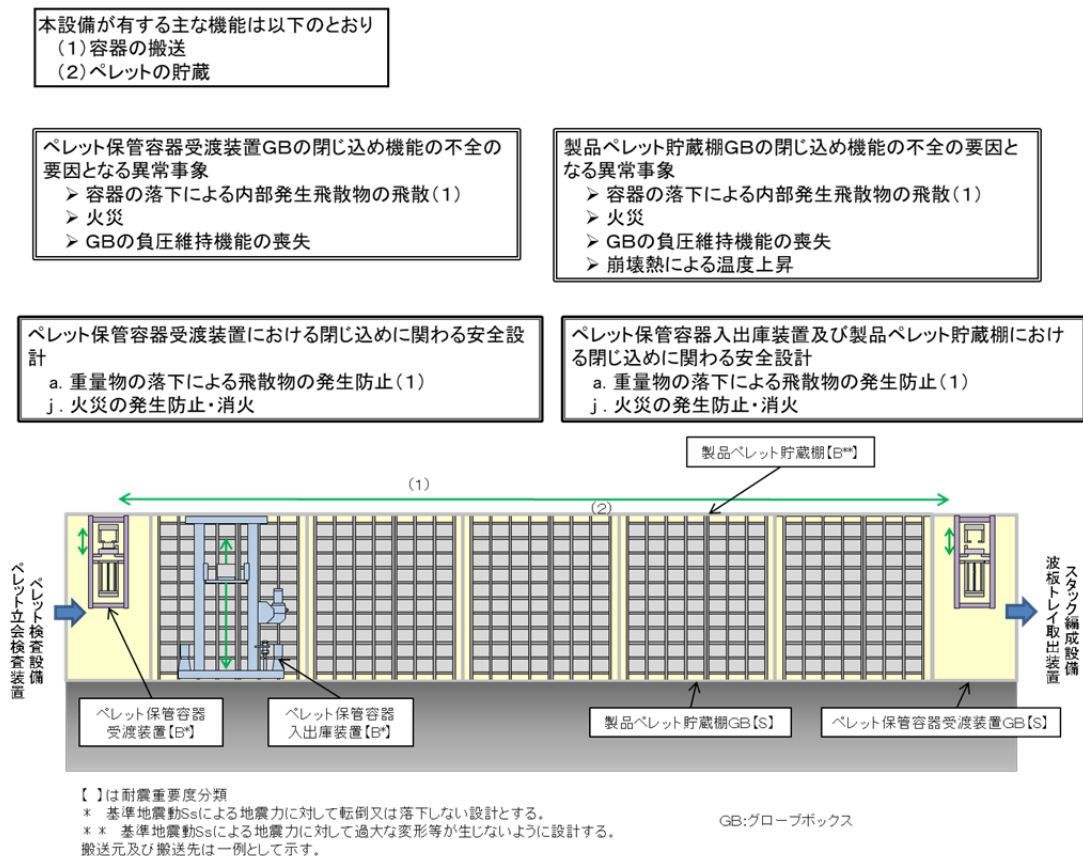 本設備が有する主な機能は以下のとおり
(1)容器の搬送
(2)ペレットの貯蔵
ペレット保管容器受渡装置GBの閉じ込め機能の不全の
要因となる異常事象
➢ 容器の落下による内部発生飛散物の飛散(1)
➢ 火災
➢ GBの負圧維持機能の喪失
製品ペレット貯蔵棚GBの閉じ込め機能の不全の要因と
なる異常事象
➢ 容器の落下による内部発生飛散物の飛散(1)
➢ 火災
➢ GBの負圧維持機能の喪失
➢ 崩壊熱による温度上昇
ペレット保管容器受渡装置における閉じ込めに関わる安全設
計
a. 重量物の落下による飛散物の発生防止(1)
j. 火災の発生防止・消火
ペレット保管容器入出庫装置及び製品ペレット貯蔵棚におけ
る閉じ込めに関わる安全設計
a. 重量物の落下による飛散物の発生防止(1)
j. 火災の発生防止・消火
製品ペレット貯蔵棚【B**】
(1)
(2)
ペレット検査設備
ペレット立会検査装置
スタック編成設備
波板トレイ取出装置
ペレット保管容器
受渡装置【B*】
ペレット保管容器
入出庫装置【B*】
製品ペレット貯蔵棚GB【S】
ペレット保管容器受渡装置GB【S】
【 】は耐震重要度分類
* 基準地震動Ssによる地震力に対して転倒又は落下しない設計とする。
** 基準地震動Ssによる地震力に対して過大な変形等が生じないように設計する。
搬送元及び搬送先は一例として示す。
GB:グローブボックス